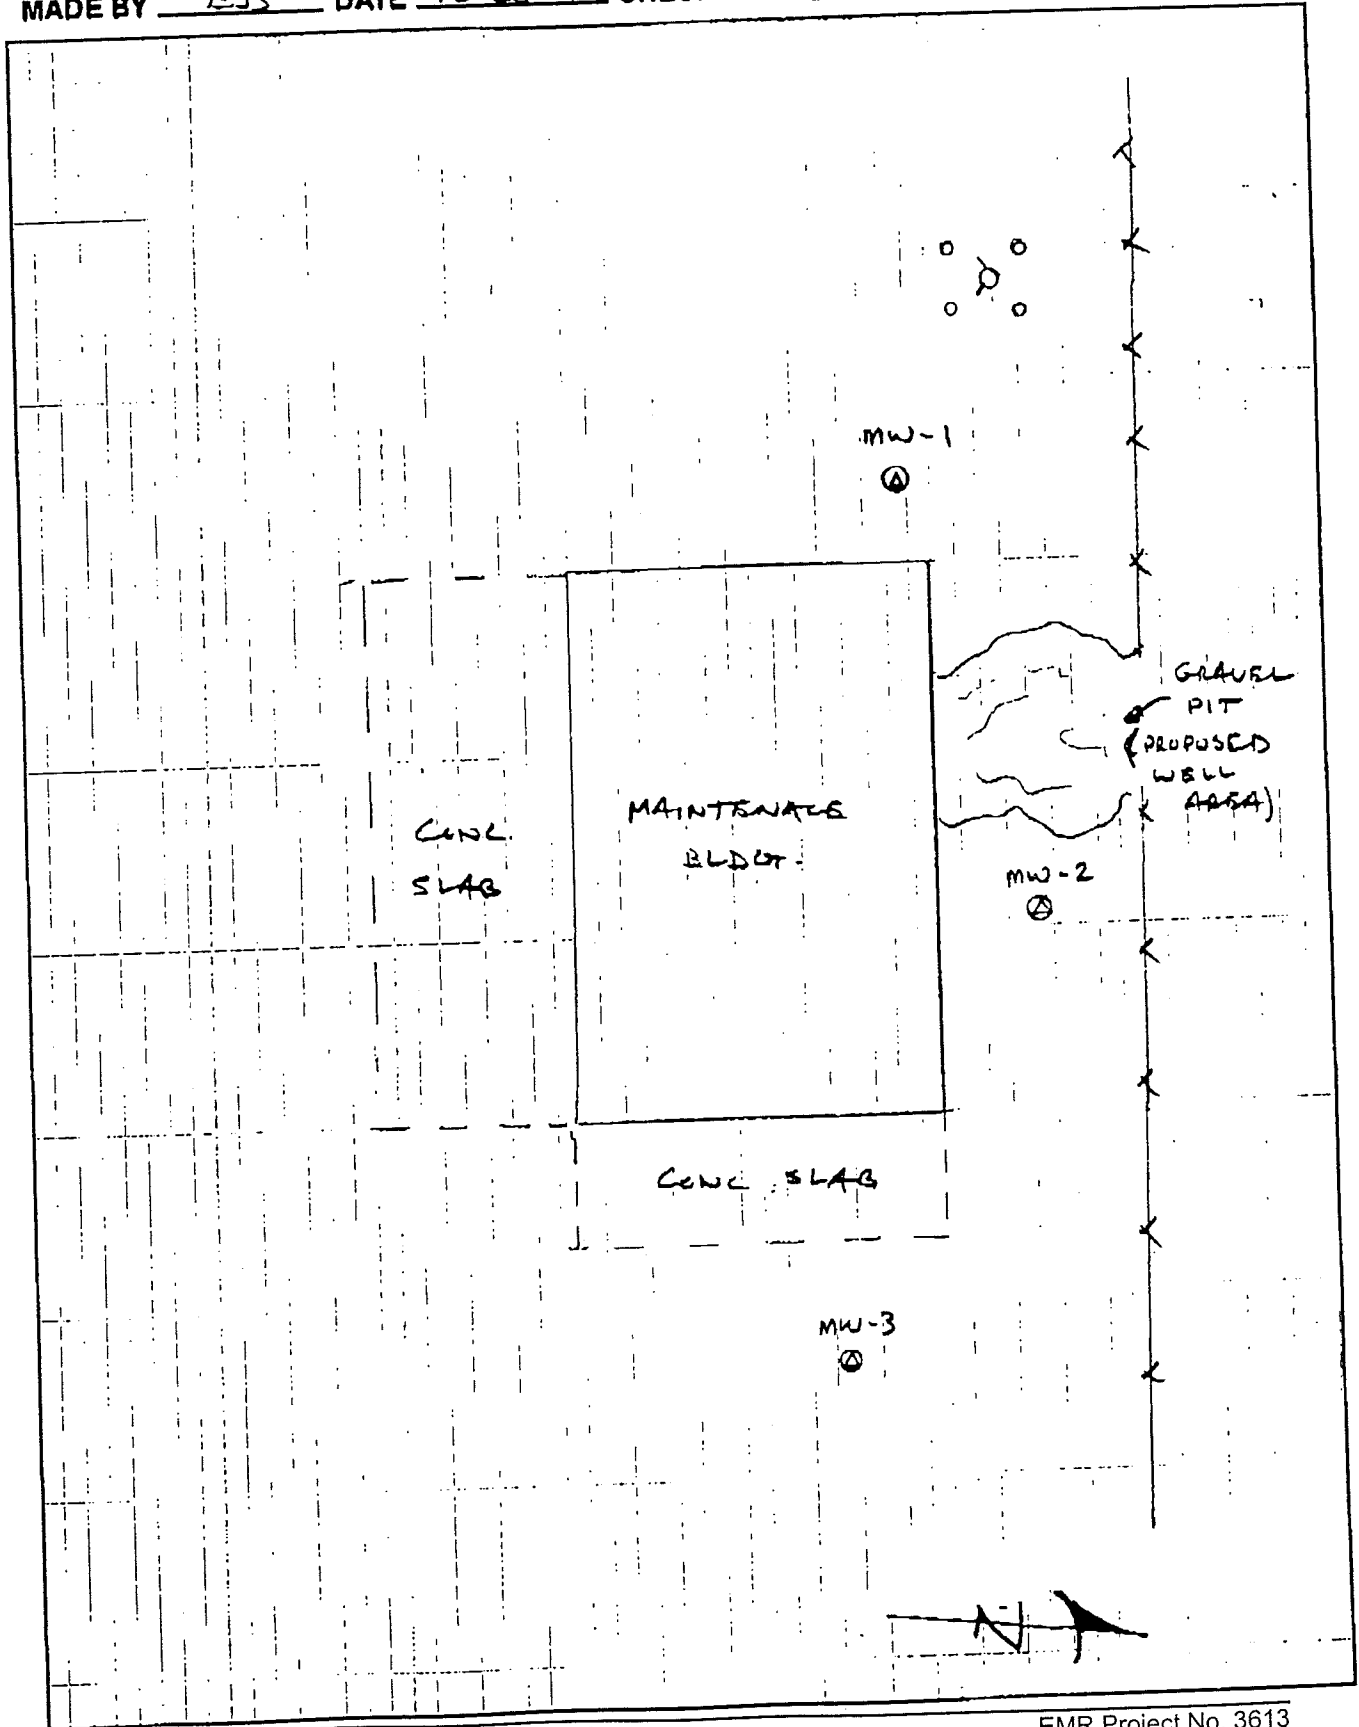 MADE BY
DATE
MW-1
GRAVEL
PIT
(PROPOSED
WELL
AREA)
MAINTENACE
BLDG.
CONC.
SLAB
MW-2
CONC. SLAB
MW-3
N
EMR Project No. 3613